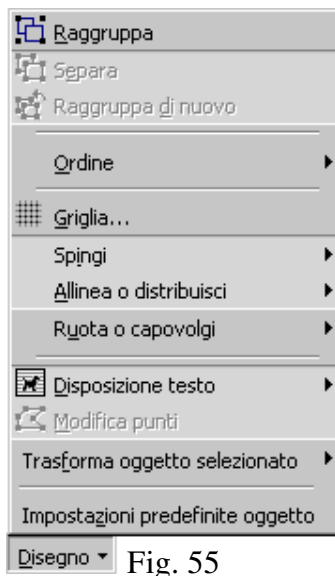 Raggruppa
Separa
Raggruppa di nuovo
Ordine
Griglia...
Spingi
Allinea o distribuisci
Ruota o capovolgi
Disposizione testo
Modifica punti
Trasforma oggetto selezionato
Impostazioni predefinite oggetto
Disegno Fig. 55